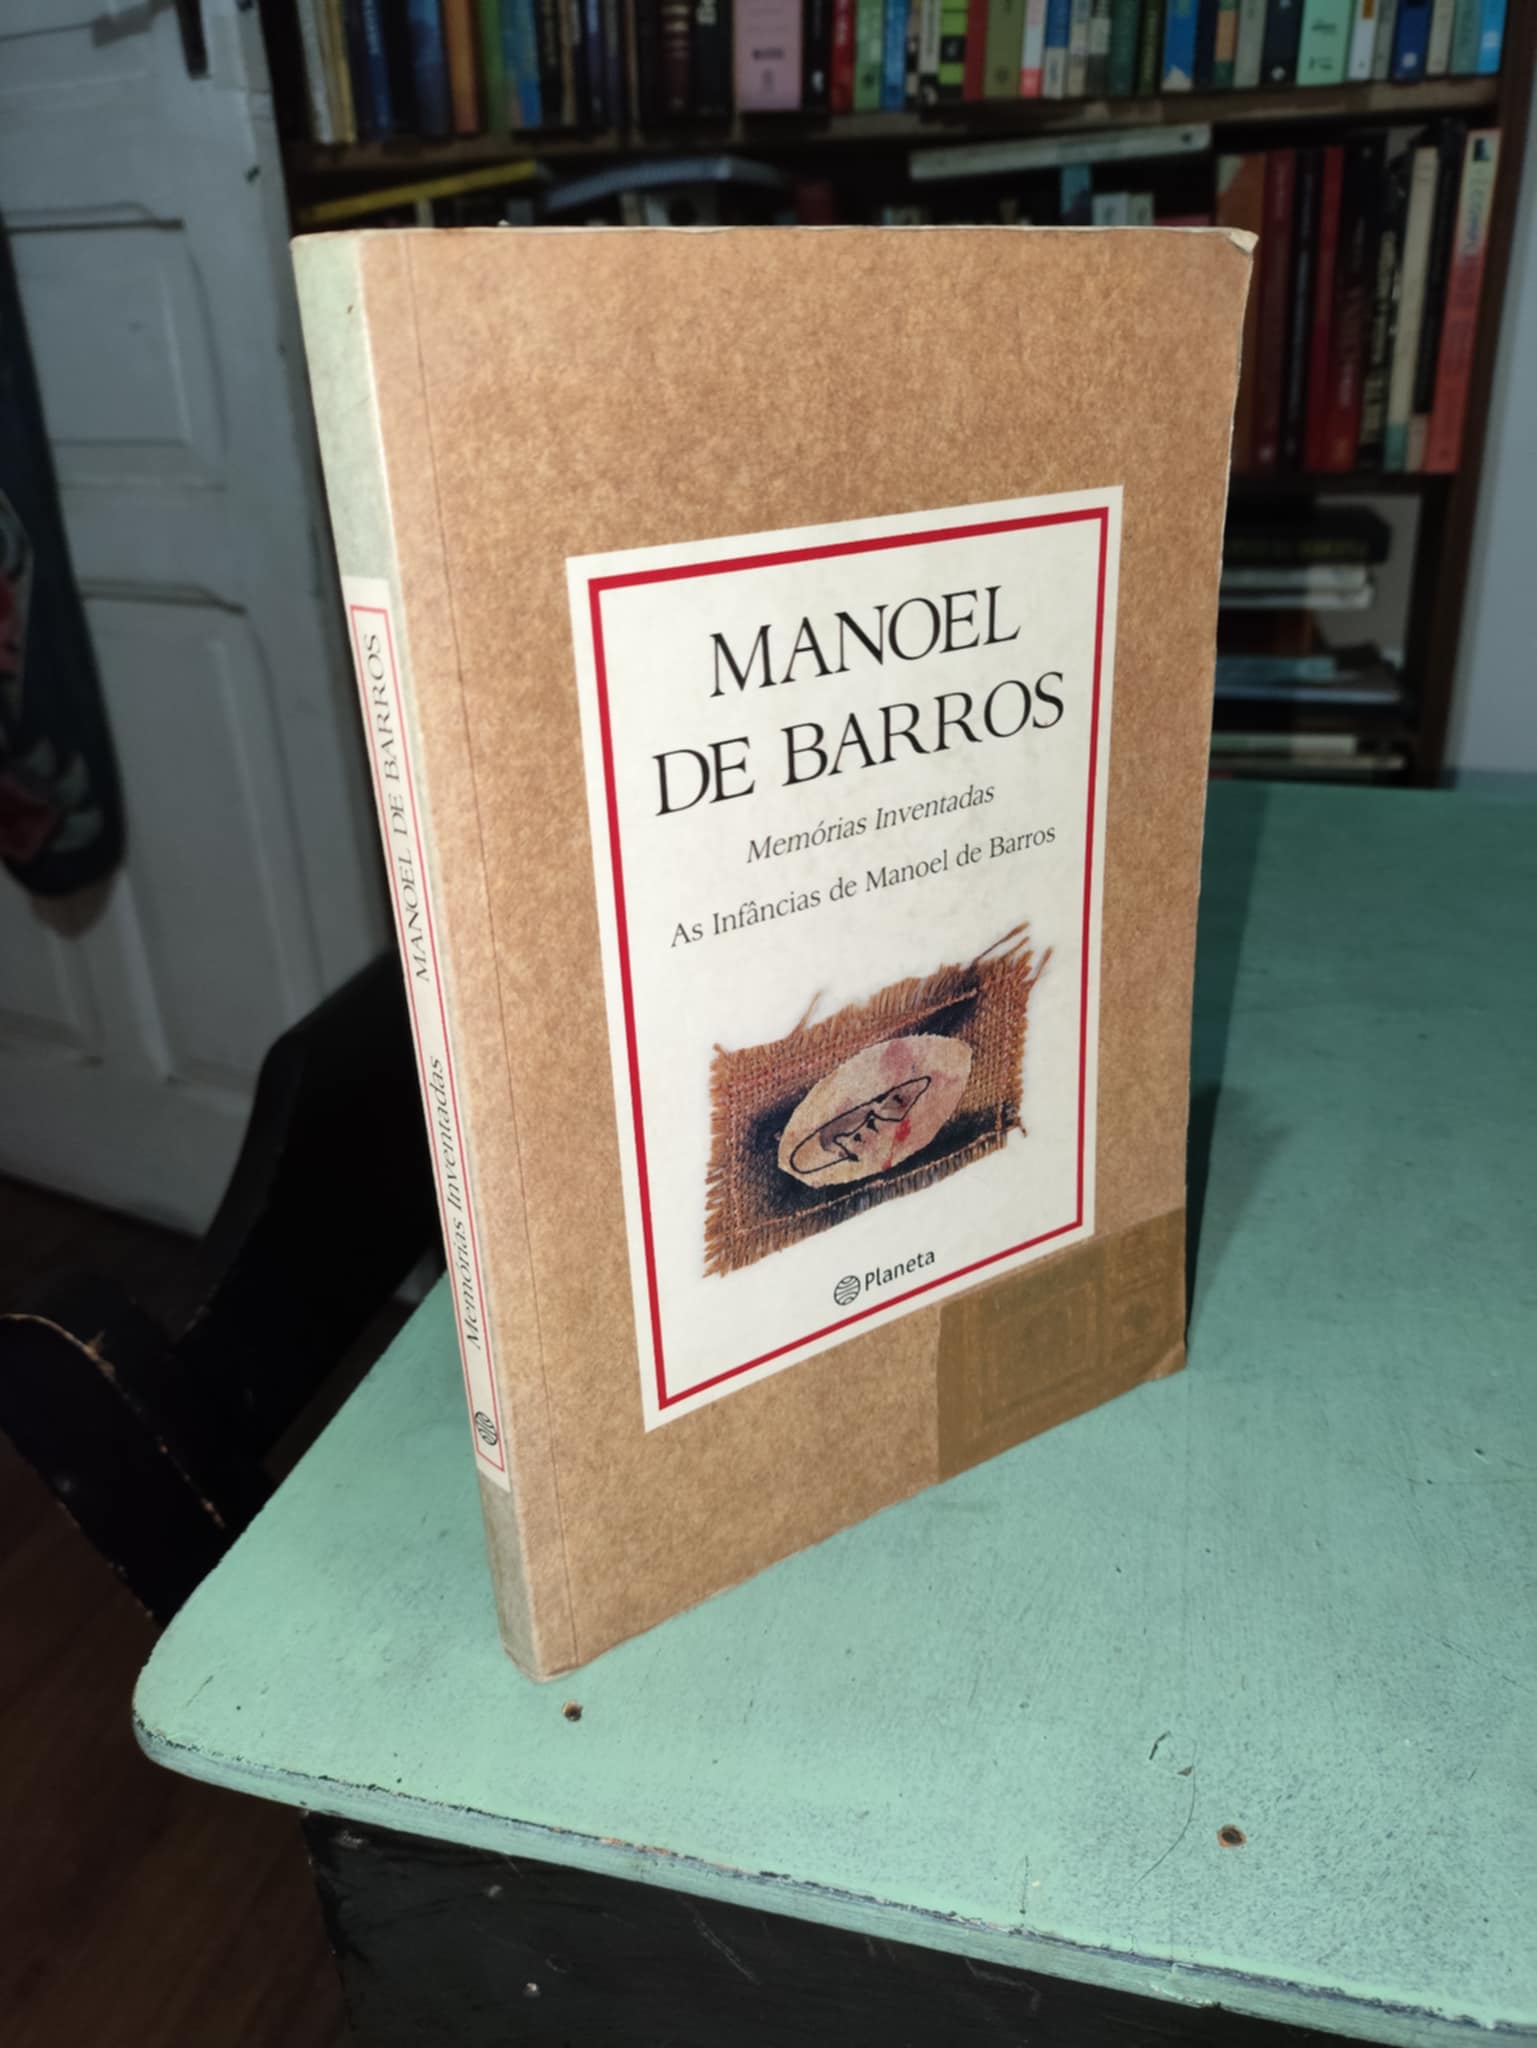 MANOEL
DE BARROS
Memórias Inventadas
As Infâncias de Manoel de Barros
Planeta
Memórias Inventadas MANOEL DE BARROS